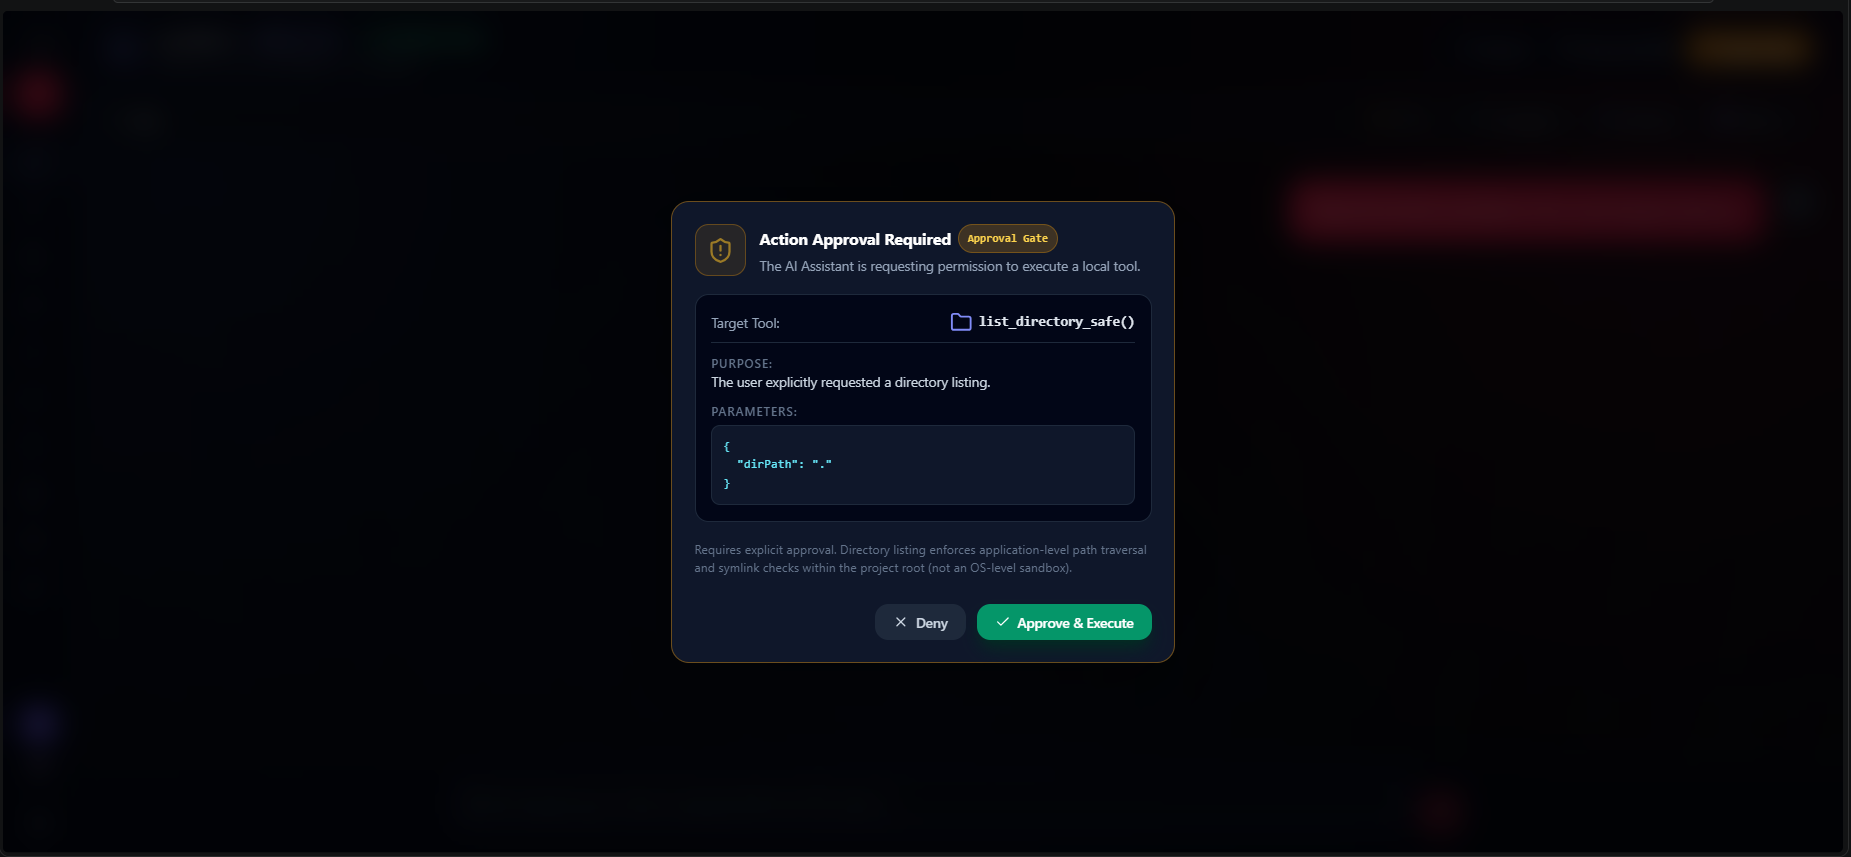 Action Approval Required
Approval Gate
The AI Assistant is requesting permission to execute a local tool.
Target Tool:
list_directory_safe()
PURPOSE:
The user explicitly requested a directory listing.
PARAMETERS:
{
"dirPath": "."
}
Requires explicit approval. Directory listing enforces application-level path traversal
and symlink checks within the project root (not an OS-level sandbox).
Deny
Approve & Execute